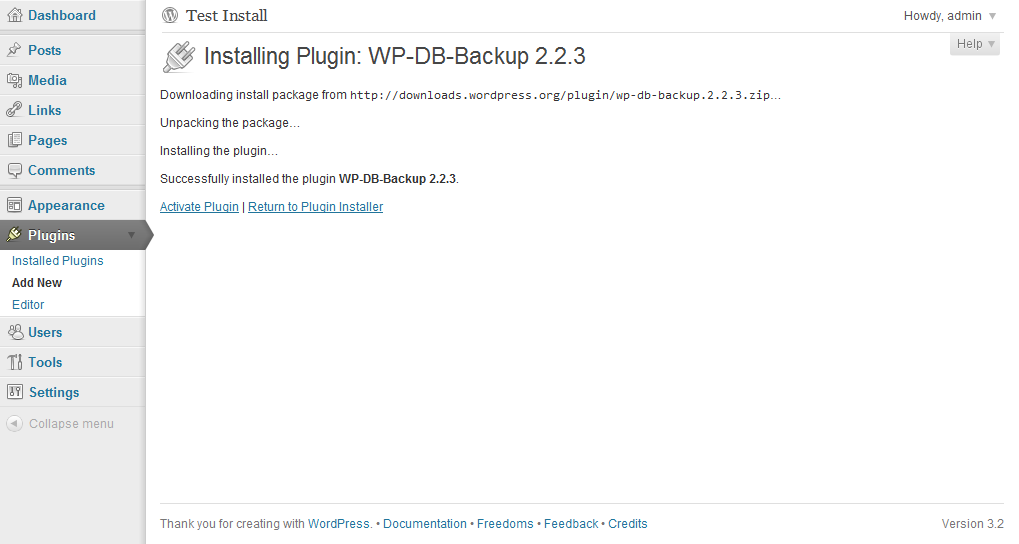 Dashboard
Posts
Media
Links
Pages
Comments
Appearance
Plugins
Installed Plugins
Add New
Editor
Users
Tools
Settings
Collapse menu
Test Install
Howdy, admin
Help
Installing Plugin: WP-DB-Backup 2.2.3
Downloading install package from http://downloads.wordpress.org/plugin/wp-db-backup.2.2.3.zip…
Unpacking the package…
Installing the plugin…
Successfully installed the plugin WP-DB-Backup 2.2.3.
Activate Plugin | Return to Plugin Installer
Thank you for creating with WordPress. • Documentation • Freedoms • Feedback • Credits
Version 3.2